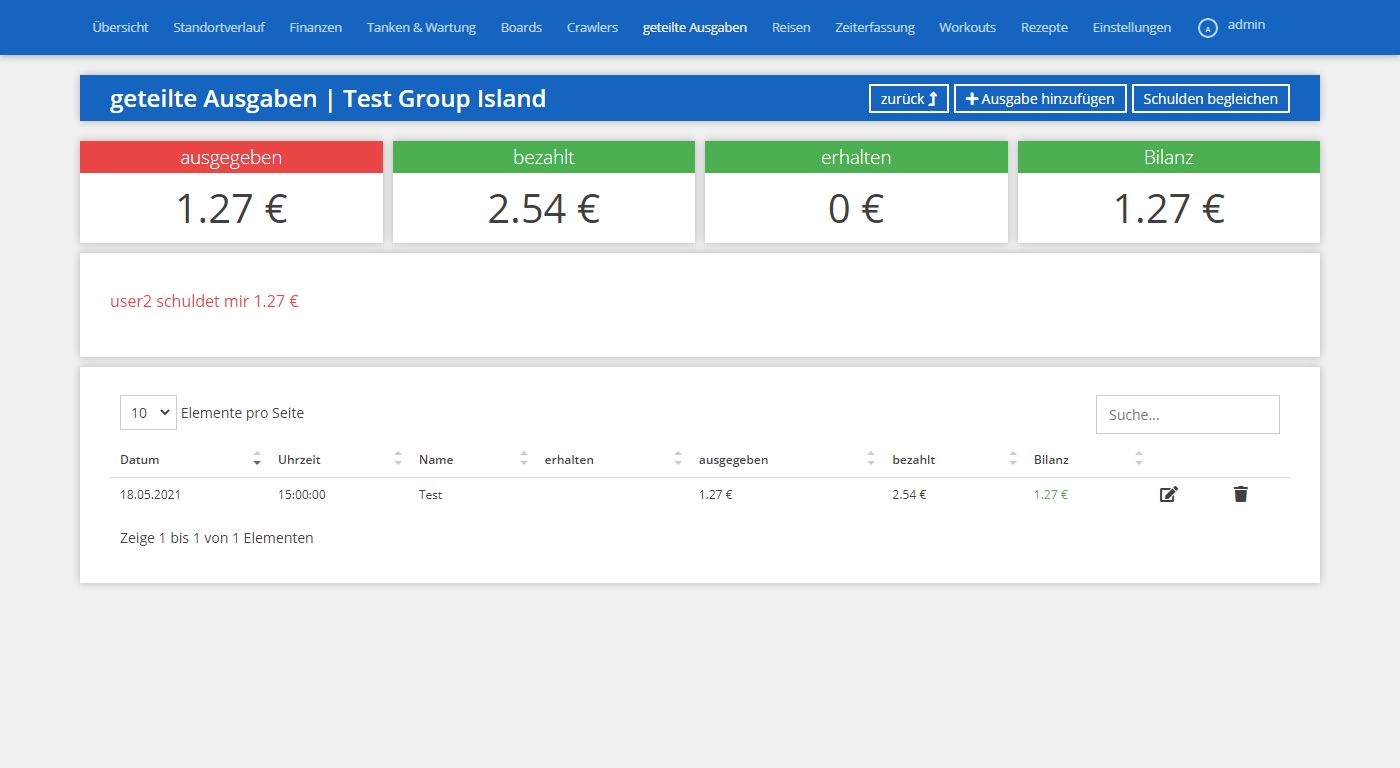 Übersicht Standortverlauf Finanzen Tanken & Wartung Boards Crawlers geteilte Ausgaben Reisen Zeiterfassung Workouts Rezepte Einstellungen A admin
geteilte Ausgaben | Test Group Island zurück Ausgabe hinzufügen Schulden begleichen
ausgegeben bezahlt erhalten Bilanz
1.27 € 2.54 € 0 € 1.27 €
user2 schuldet mir 1.27 €
10 Elemente pro Seite Suche...
Datum Uhrzeit Name erhalten ausgegeben bezahlt Bilanz
18.05.2021 15:00:00 Test 1.27 € 2.54 € 1.27 €
Zeige 1 bis 1 von 1 Elementen